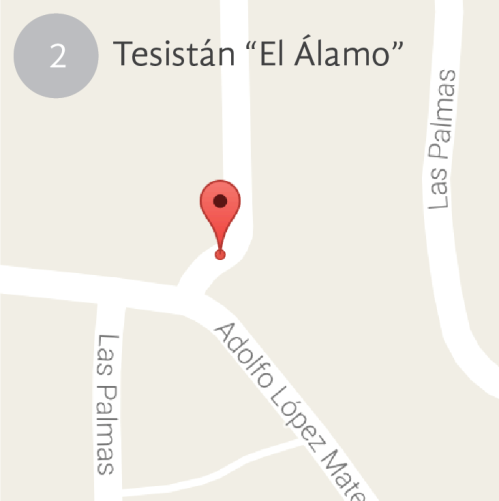 2
Tesistán “El Álamo”
Las Palmas
Las Palmas
Adolfo López Mate